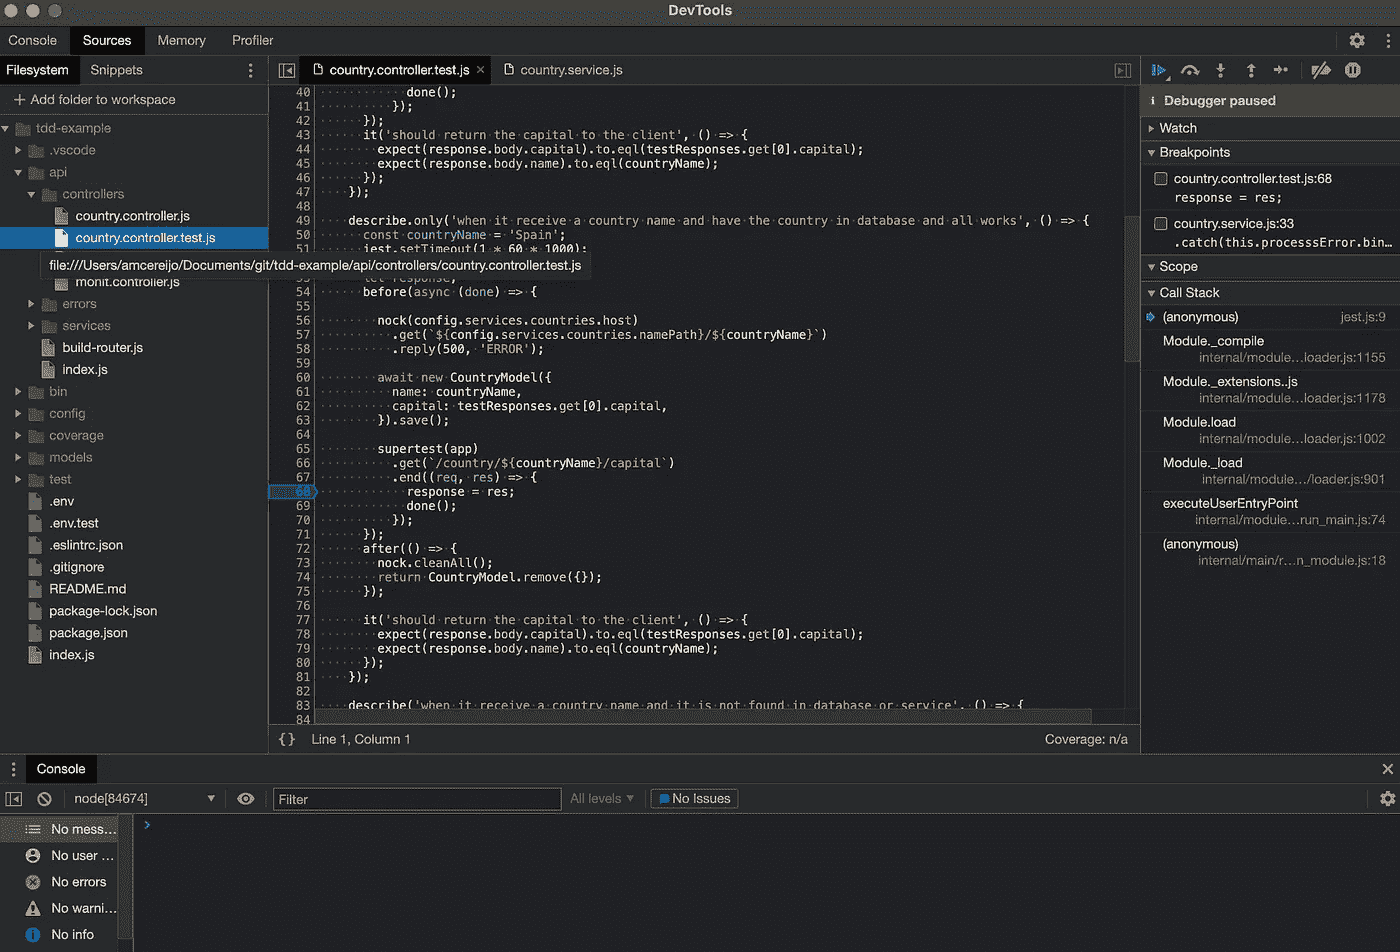 DevTools
Console Sources Memory Profiler
Filesystem Snippets
country.controller.test.js × country.service.js
+ Add folder to workspace
tdd-example
.vscode
api
controllers
country.controller.js
country.controller.test.js
file:///Users/amcereijo/Documents/git/tdd-example/api/controllers/country.controller.test.js
monit.controller.js
errors
services
build-router.js
index.js
bin
config
coverage
models
test
.env
.env.test
.eslintrc.json
.gitignore
README.md
package-lock.json
package.json
index.js
40 done();
41 });
42 });
43 it('should return the capital to the client', () => {
44 expect(response.body.capital).to.eql(testResponses.get[0].capital);
45 expect(response.body.name).to.eql(countryName);
46 });
47 });
48
49 describe.only('when it receive a country name and have the country in database and all works', () => {
50 const countryName = 'Spain';
51 jest.setTimeout(1 * 60 * 1000);
let response;
54 before(async (done) => {
55
56 nock(config.services.countries.host)
57 .get(`${config.services.countries.namePath}/${countryName}`)
58 .reply(500, 'ERROR');
59
60 await new CountryModel({
61 name: countryName,
62 capital: testResponses.get[0].capital,
63 }).save();
64
65 supertest(app)
66 .get(`/country/${countryName}/capital`)
67 .end((req, res) => {
68 response = res;
69 done();
70 });
71 });
72 after(() => {
73 nock.cleanAll();
74 return CountryModel.remove({});
75 });
76
77 it('should return the capital to the client', () => {
78 expect(response.body.capital).to.eql(testResponses.get[0].capital);
79 expect(response.body.name).to.eql(countryName);
80 });
81 });
82
83 describe('when it receive a country name and it is not found in database or service', () => {
84
{} Line 1, Column 1 Coverage: n/a
Debugger paused
Watch
Breakpoints
country.controller.test.js:68
response = res;
country.service.js:33
.catch(this.processsError.bin…
Scope
Call Stack
(anonymous) jest.js:9
Module._compile
internal/module…loader.js:1155
Module._extensions..js
internal/module…loader.js:1178
Module.load
internal/module…loader.js:1002
Module._load
internal/module…/loader.js:901
executeUserEntryPoint
internal/module…run_main.js:74
(anonymous)
internal/main/r…n_module.js:18
Console
node[84674] Filter All levels No Issues
No mess…
No user …
No errors
No warni…
No info